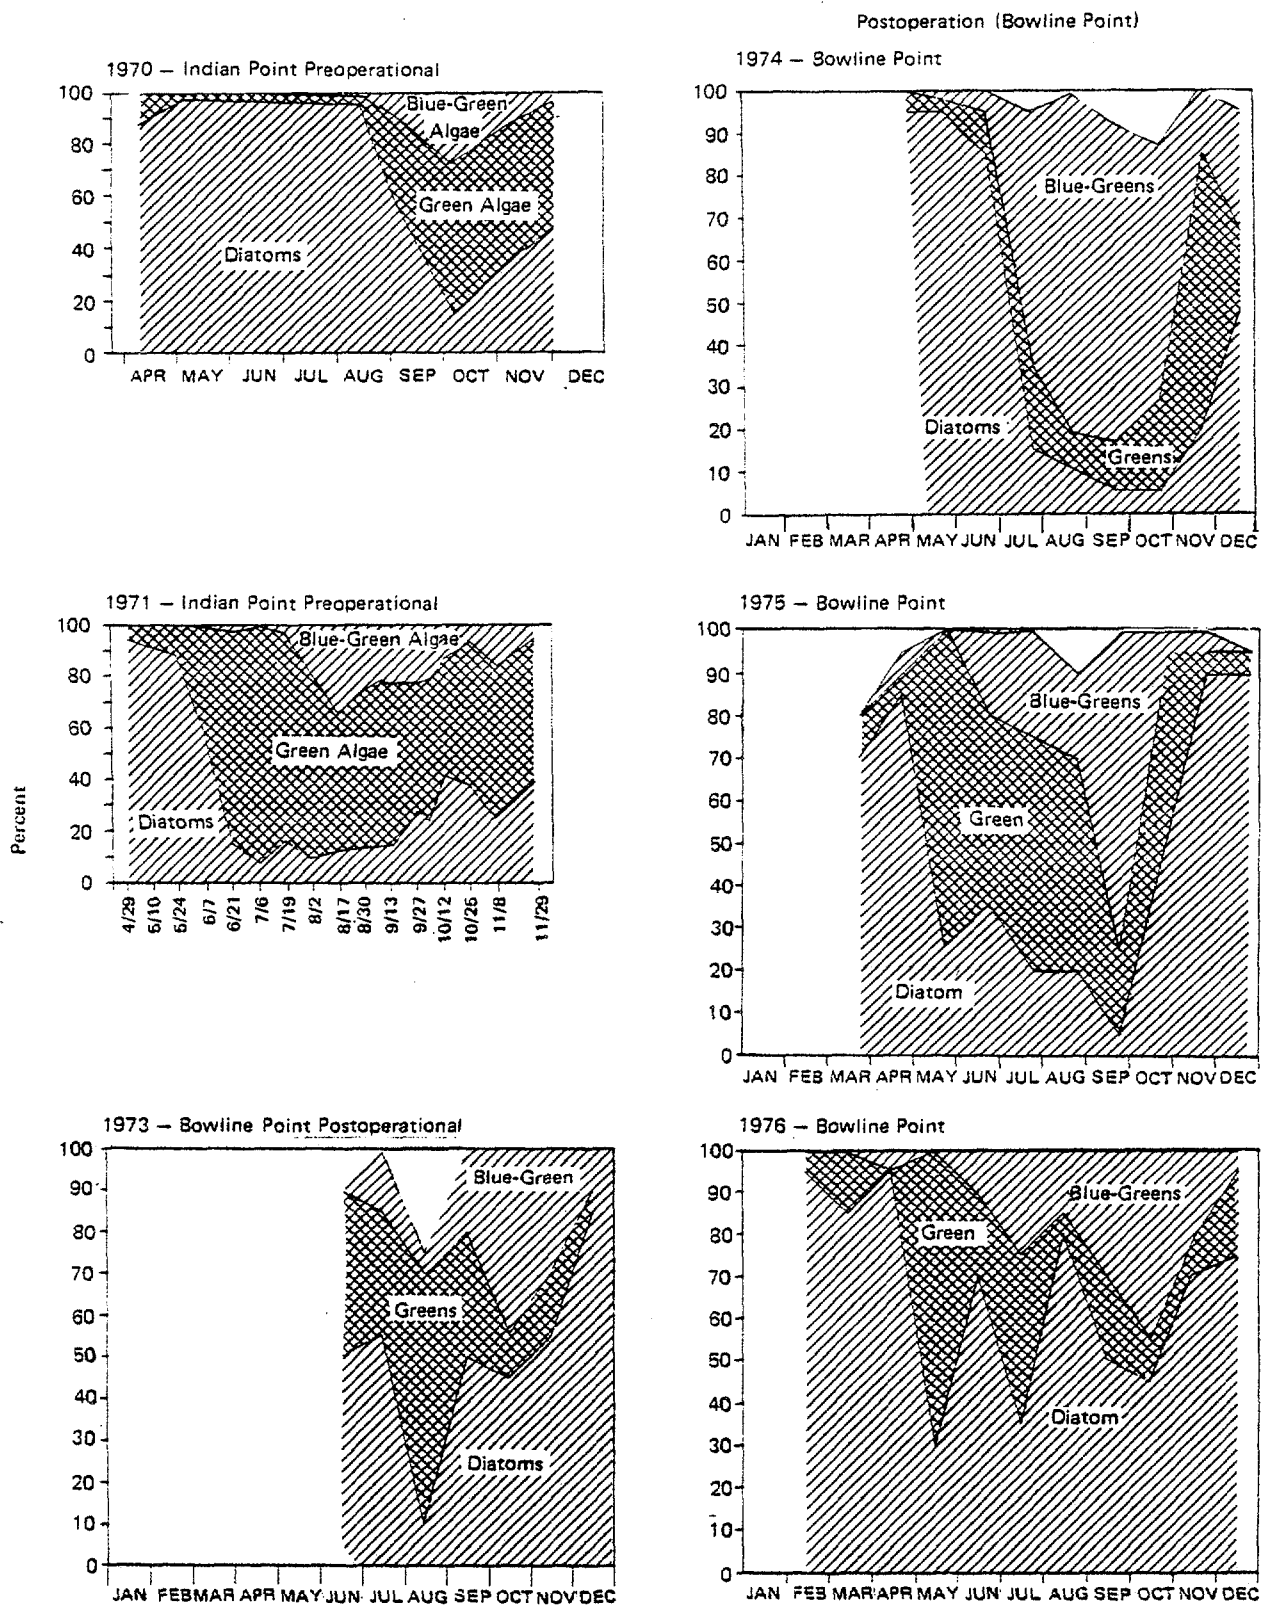 Postoperation (Bowline Point)
1970 — Indian Point Preoperational
100
80
60
40
20
0
Blue-Green
Algae
Green Algae
Diatoms
APR MAY JUN JUL AUG SEP OCT NOV DEC
1974 — Bowline Point
100
90
80
70
60
50
40
30
20
10
0
Blue-Greens
Diatoms
Greens
JAN FEB MAR APR MAY JUN JUL AUG SEP OCT NOV DEC
Percent
1971 — Indian Point Preoperational
100
80
60
40
20
0
Blue-Green Algae
Green Algae
Diatoms
4/29 5/10 5/24 6/7 6/21 7/6 7/19 8/2 8/17 8/30 9/13 9/27 10/12 10/25 11/8 11/29
1975 — Bowline Point
100
90
80
70
60
50
40
30
20
10
0
Blue-Greens
Green
Diatom
JAN FEB MAR APR MAY JUN JUL AUG SEP OCT NOV DEC
1973 — Bowline Point Postoperational
100
90
80
70
60
50
40
30
20
10
0
Blue-Green
Greens
Diatoms
JAN FEB MAR APR MAY JUN JUL AUG SEP OCT NOV DEC
1976 — Bowline Point
100
90
80
70
60
50
40
30
20
10
0
Blue-Greens
Green
Diatom
JAN FEB MAR APR MAY JUN JUL AUG SEP OCT NOV DEC